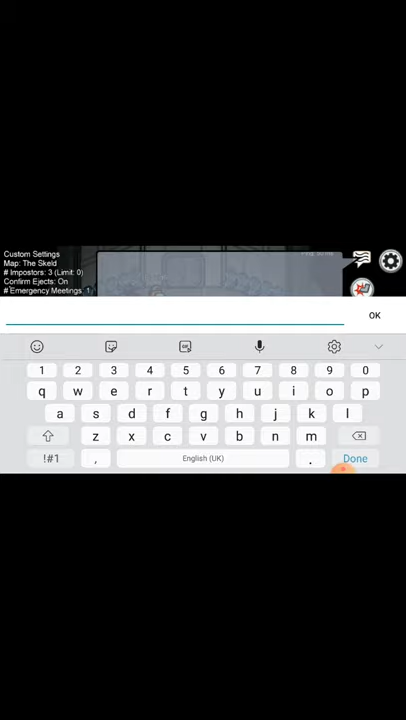 Custom Settings
Map: The Skeld
# Impostors: 3 (Limit: 0)
Confirm Ejects: On
# Emergency Meetings: 1
OK
GIF
1 2 3 4 5 6 7 8 9 0
q w e r t y u i o p
a s d f g h j k l
z x c v b n m
!#1 , English (UK) . Done